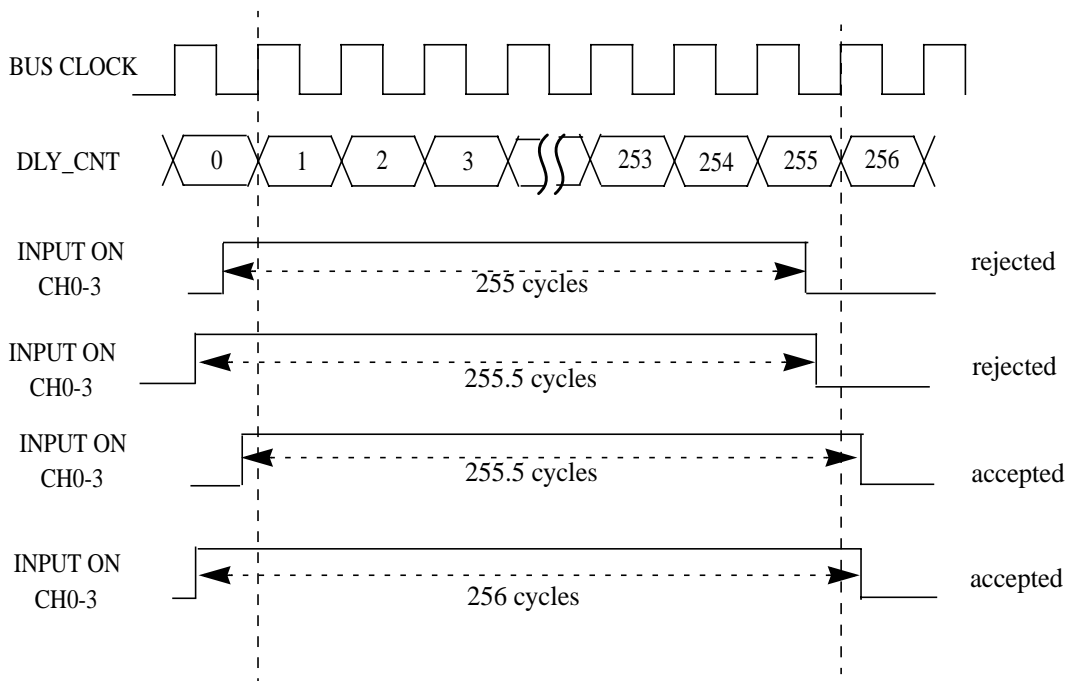 BUS CLOCK
DLY_CNT 0 1 2 3 253 254 255 256
INPUT ON
CH0-3
255 cycles
rejected
INPUT ON
CH0-3
255.5 cycles
rejected
INPUT ON
CH0-3
255.5 cycles
accepted
INPUT ON
CH0-3
256 cycles
accepted